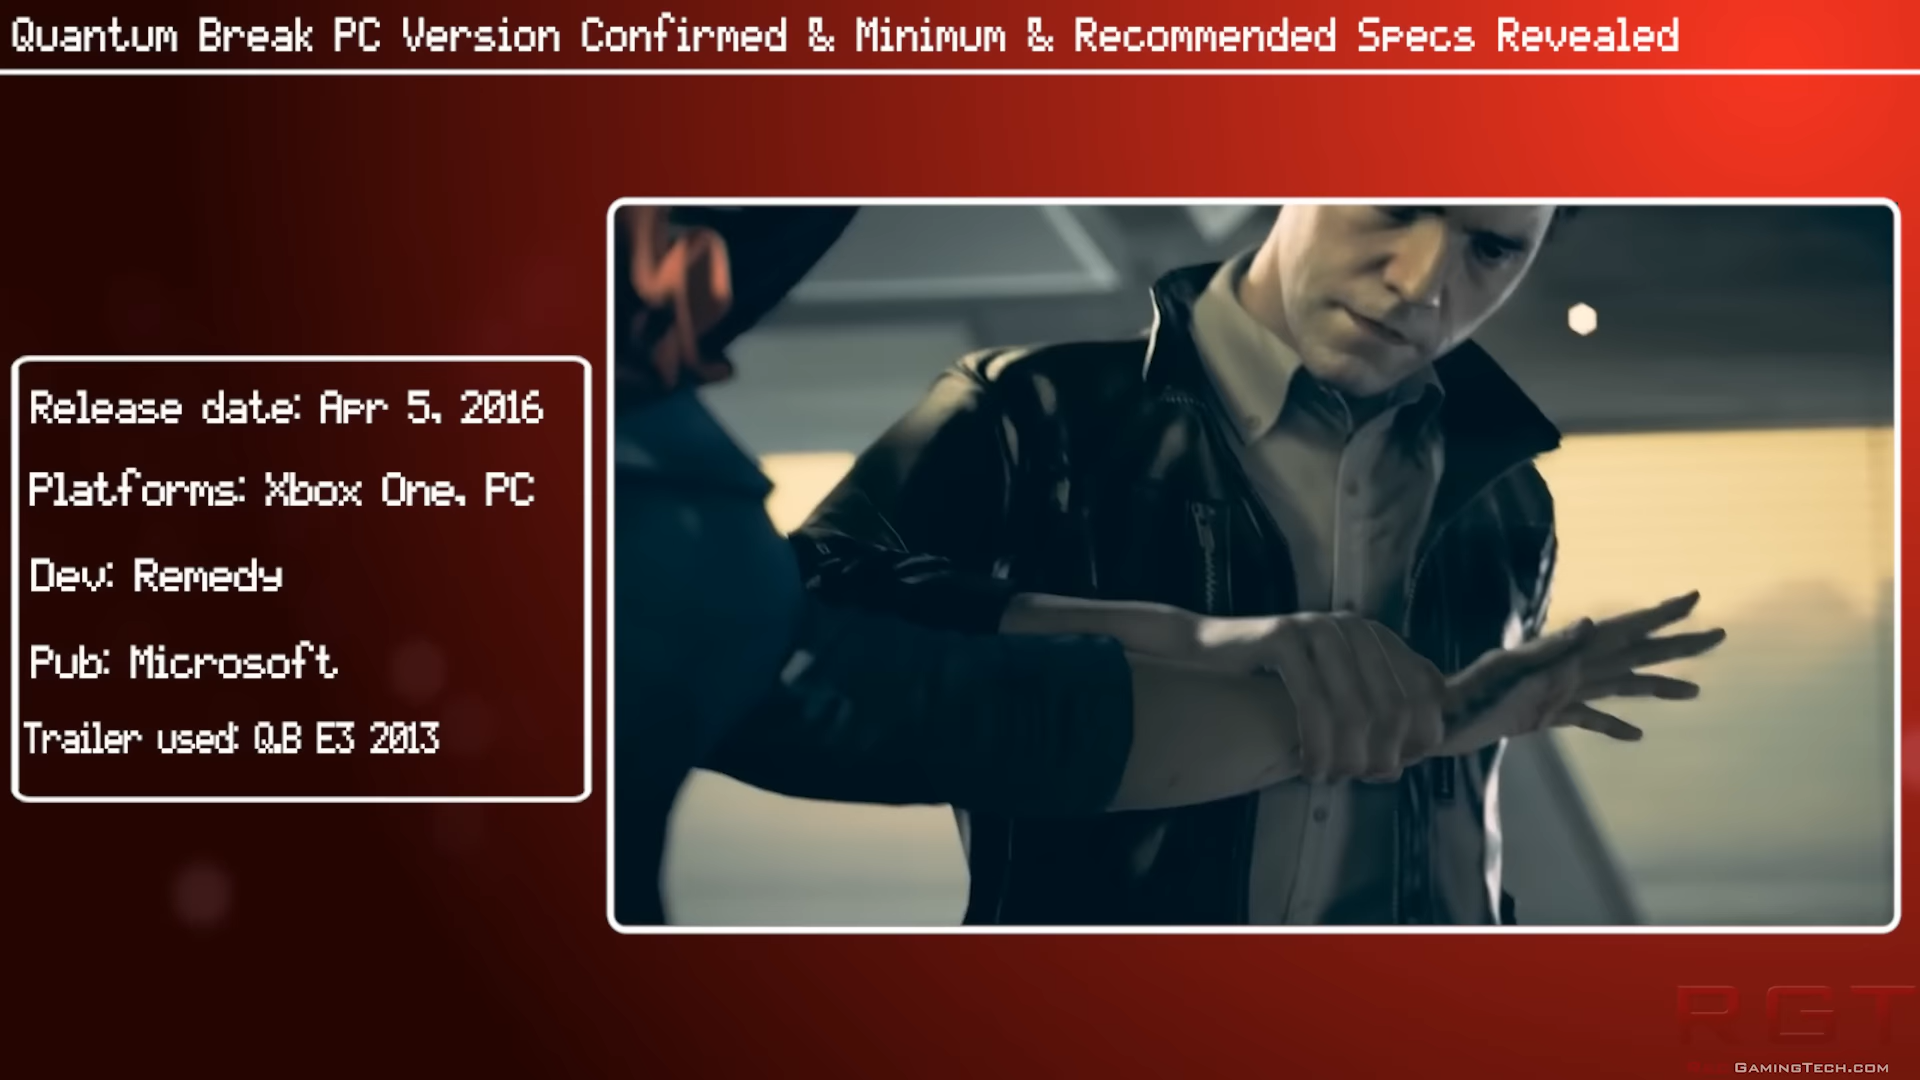 Quantum Break PC Version Confirmed & Minimum & Recommended Specs Revealed
Release date: Apr 5, 2016
Platforms: Xbox One, PC
Dev: Remedy
Pub: Microsoft
Trailer used: Q.B E3 2013
RGT
GamingTech.com